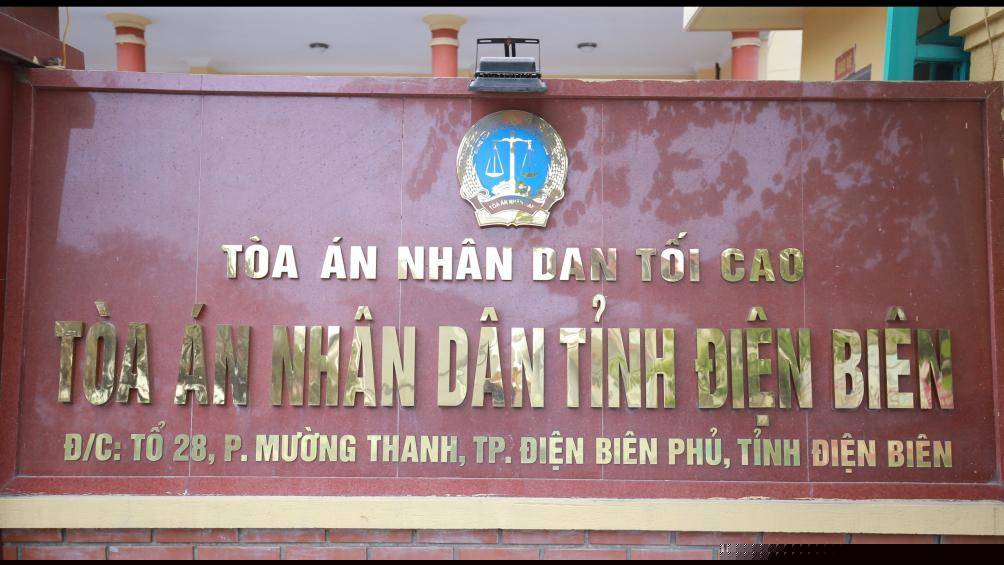 TÒA ÁN NHÂN DÂN TỐI CAO
TÒA ÁN NHÂN DÂN TỈNH ĐIỆN BIÊN
Đ/C: TỔ 28, P. MƯỜNG THANH, TP. ĐIỆN BIÊN PHỦ, TỈNH ĐIỆN BIÊN